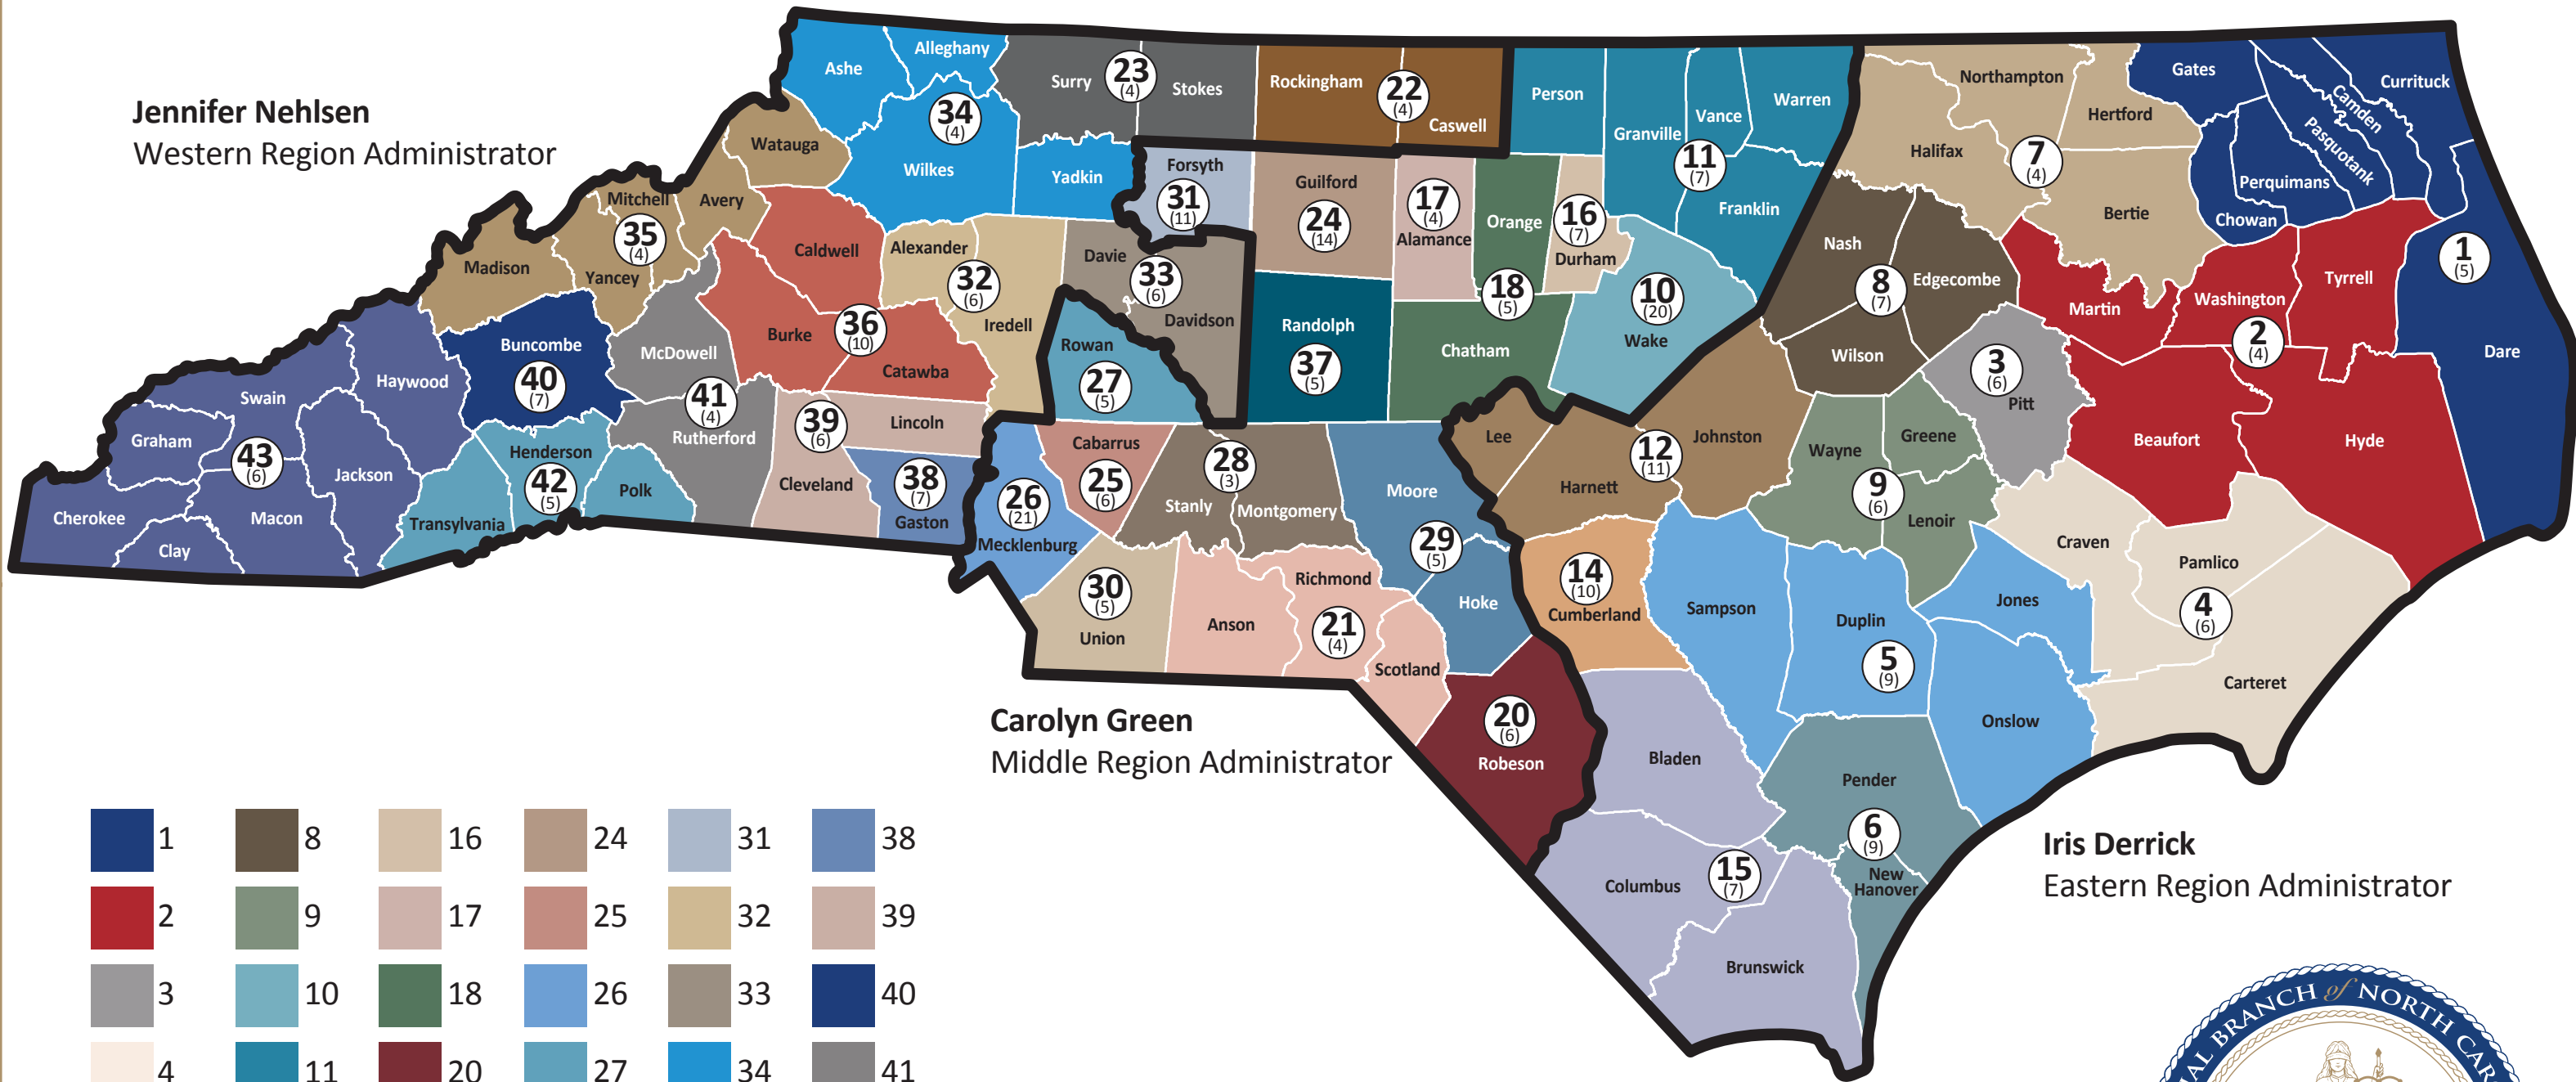 Jennifer Nehlsen
Western Region Administrator
Ashe
Alleghany
34
(4)
Wilkes
Yadkin
Surry
23
(4)
Stokes
Rockingham
22
(4)
Caswell
Person
Granville
Vance
Warren
11
(7)
Franklin
Northampton
Halifax
7
(4)
Hertford
Bertie
Gates
Currituck
Camden
Pasquotank
Perquimans
Chowan
1
(5)
Dare
Watauga
Mitchell
Avery
35
(4)
Yancey
Madison
Caldwell
Burke
36
(10)
Catawba
Alexander
32
(6)
Iredell
Forsyth
31
(11)
Davie
33
(6)
Davidson
Rowan
27
(5)
Guilford
24
(14)
17
(4)
Alamance
Orange
18
(5)
Chatham
16
(7)
Durham
10
(20)
Wake
Randolph
37
(5)
Nash
8
(7)
Edgecombe
Wilson
Martin
Washington
2
(4)
Tyrrell
Beaufort
Hyde
3
(6)
Pitt
Buncombe
40
(7)
McDowell
41
(4)
Rutherford
Haywood
Swain
Graham
43
(6)
Jackson
Cherokee
Macon
Clay
Henderson
42
(5)
Transylvania
Polk
39
(6)
Lincoln
Cleveland
38
(7)
Gaston
26
(21)
Mecklenburg
Cabarrus
25
(6)
28
(3)
Stanly
Montgomery
Moore
29
(5)
Hoke
Lee
Harnett
12
(11)
Johnston
Wayne
Greene
9
(6)
Lenoir
Craven
Pamlico
4
(6)
Carteret
Jones
Sampson
Duplin
5
(9)
Onslow
14
(10)
Cumberland
30
(5)
Union
Anson
Richmond
21
(4)
Scotland
20
(6)
Robeson
Bladen
Columbus
15
(7)
Brunswick
Pender
6
(9)
New
Hanover
Carolyn Green
Middle Region Administrator
Iris Derrick
Eastern Region Administrator
1 8 16 24 31 38
2 9 17 25 32 39
3 10 18 26 33 40
4 11 20 27 34 41
BRANCH of NORTH